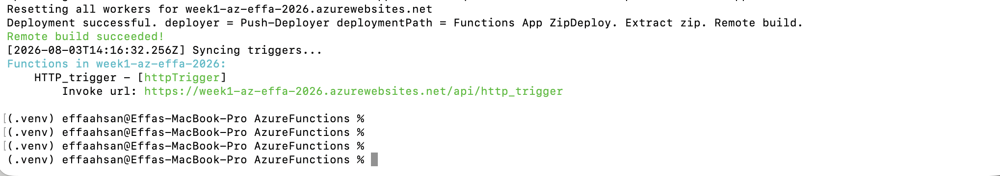 Resetting all workers for week1-az-effa-2026.azurewebsites.net
Deployment successful. deployer = Push-Deployer deploymentPath = Functions App ZipDeploy. Extract zip. Remote build.
Remote build succeeded!
[2026-08-03T14:16:32.256Z] Syncing triggers...
Functions in week1-az-effa-2026:
    HTTP_trigger - [httpTrigger]
        Invoke url: https://week1-az-effa-2026.azurewebsites.net/api/http_trigger

[(.venv) effaahsan@Effas-MacBook-Pro AzureFunctions %
[(.venv) effaahsan@Effas-MacBook-Pro AzureFunctions %
[(.venv) effaahsan@Effas-MacBook-Pro AzureFunctions %
(.venv) effaahsan@Effas-MacBook-Pro AzureFunctions %